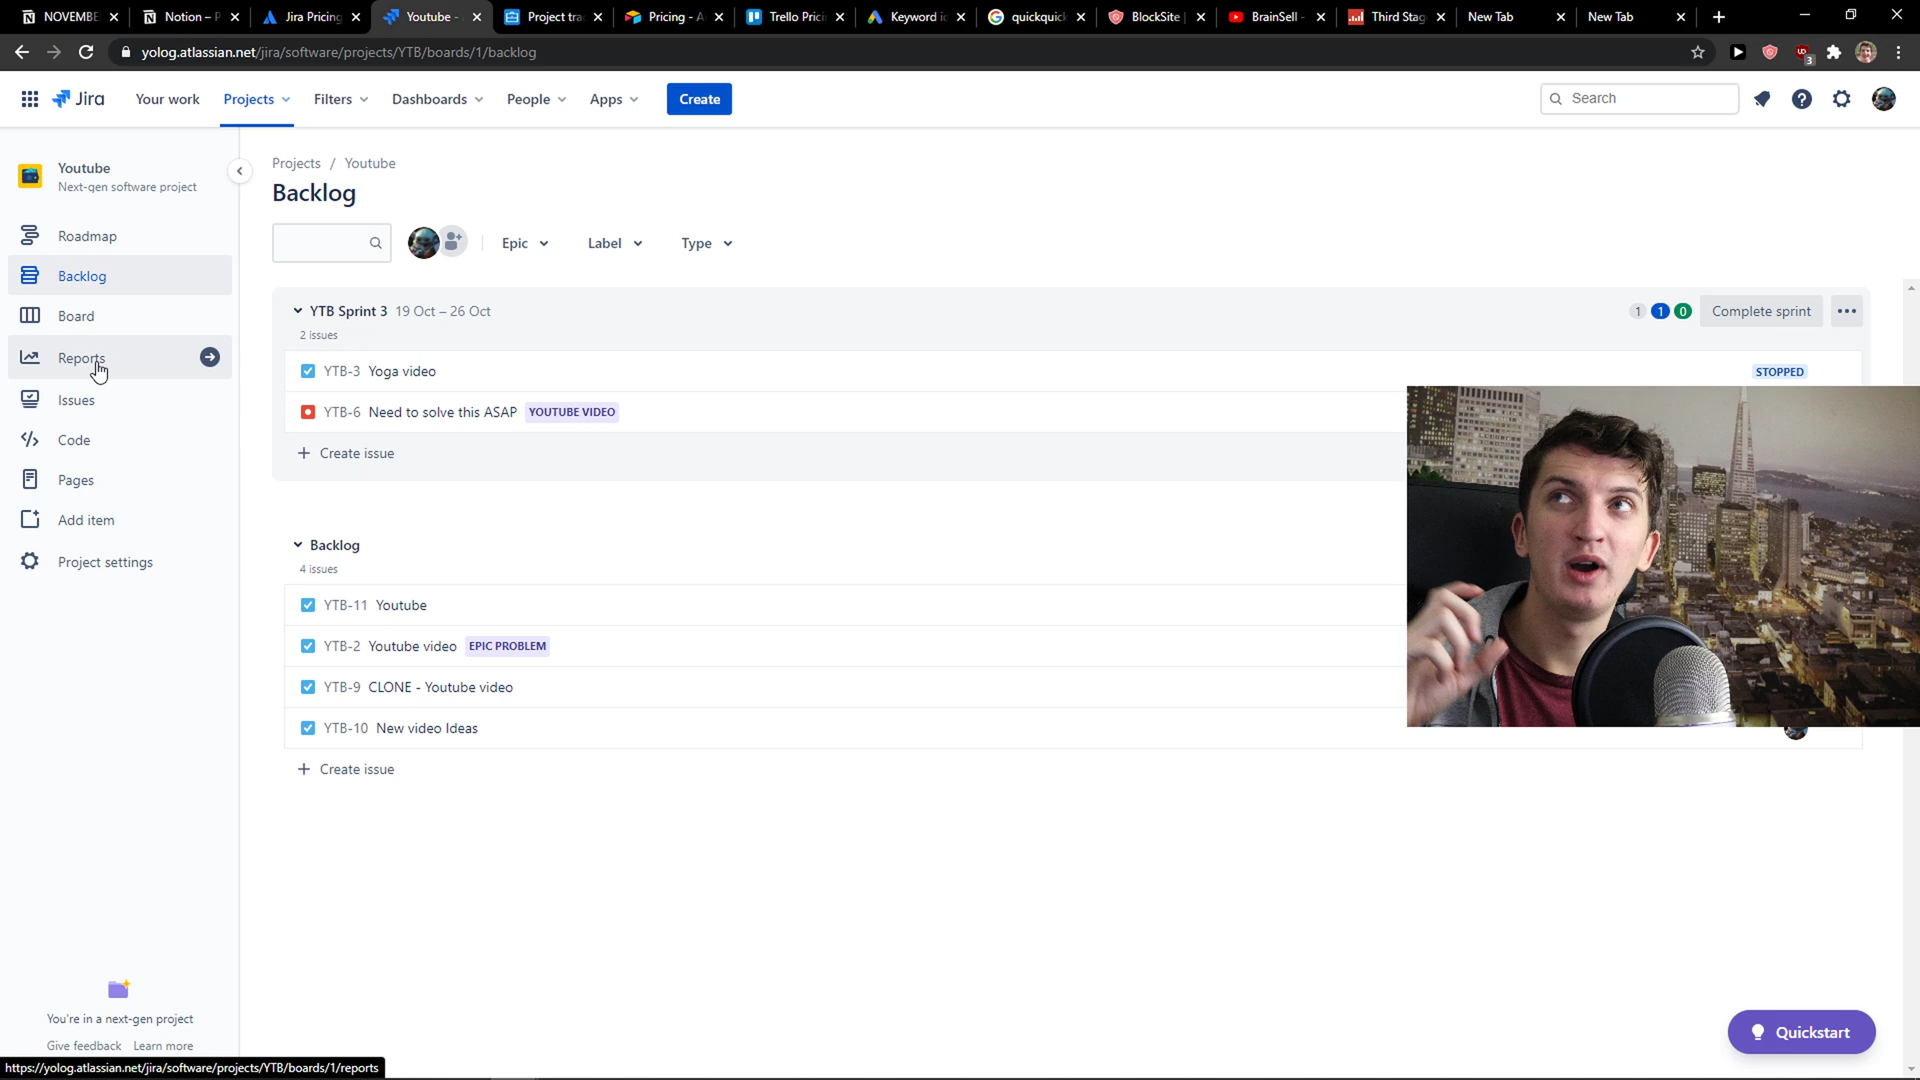 NOVEMBE
Notion – P
Jira Pricing
Youtube -
Project tra
Pricing - A
Trello Prici
Keyword ic
quickquick
BlockSite |
BrainSell -
Third Stag
New Tab
New Tab
yolog.atlassian.net/jira/software/projects/YTB/boards/1/backlog
3
Jira
Your work
Projects
Filters
Dashboards
People
Apps
Create
Search
Youtube
Next-gen software project
Roadmap
Backlog
Board
Reports
Issues
Code
Pages
Add item
Project settings
You're in a next-gen project
Give feedback Learn more
https://yolog.atlassian.net/jira/software/projects/YTB/boards/1/reports
Projects / Youtube
Backlog
Epic
Label
Type
YTB Sprint 3 19 Oct – 26 Oct
2 issues
1 1 0
Complete sprint
YTB-3 Yoga video
STOPPED
YTB-6 Need to solve this ASAP YOUTUBE VIDEO
+ Create issue
Backlog
4 issues
YTB-11 Youtube
YTB-2 Youtube video EPIC PROBLEM
YTB-9 CLONE - Youtube video
YTB-10 New video Ideas
+ Create issue
Quickstart